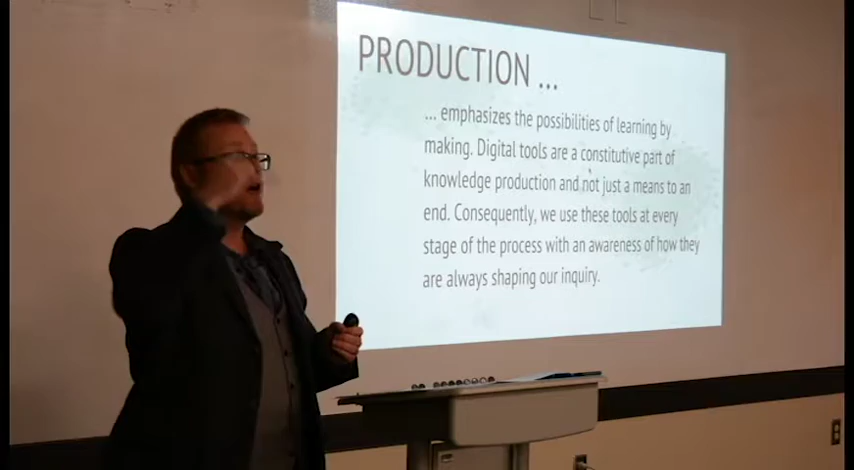 PRODUCTION ...
... emphasizes the possibilities of learning by
making. Digital tools are a constitutive part of
knowledge production and not just a means to an
end. Consequently, we use these tools at every
stage of the process with an awareness of how they
are always shaping our inquiry.